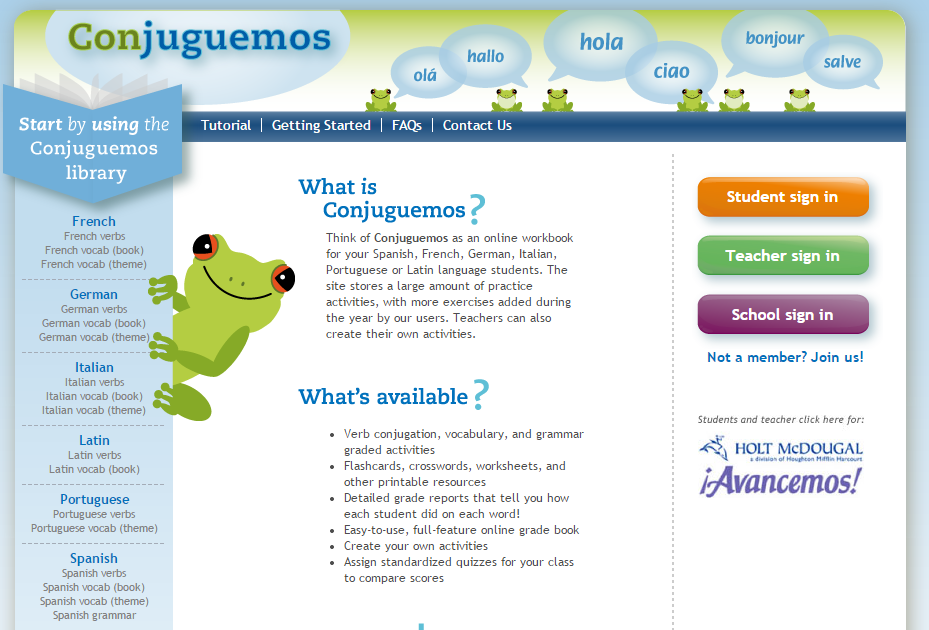 Conjuguemos
olá
hallo
hola
ciao
bonjour
salve
Start by using the
Conjuguemos
library
Tutorial | Getting Started | FAQs | Contact Us
French
French verbs
French vocab (book)
French vocab (theme)
German
German verbs
German vocab (book)
German vocab (theme)
Italian
Italian verbs
Italian vocab (book)
Italian vocab (theme)
Latin
Latin verbs
Latin vocab (book)
Portuguese
Portuguese verbs
Portuguese vocab (theme)
Spanish
Spanish verbs
Spanish vocab (book)
Spanish vocab (theme)
Spanish grammar
What is
Conjuguemos?
Think of Conjuguemos as an online workbook
for your Spanish, French, German, Italian,
Portuguese or Latin language students. The
site stores a large amount of practice
activities, with more exercises added during
the year by our users. Teachers can also
create their own activities.
What's available?
• Verb conjugation, vocabulary, and grammar
graded activities
• Flashcards, crosswords, worksheets, and
other printable resources
• Detailed grade reports that tell you how
each student did on each word!
• Easy-to-use, full-feature online grade book
• Create your own activities
• Assign standardized quizzes for your class
to compare scores
Student sign in
Teacher sign in
School sign in
Not a member? Join us!
Students and teacher click here for:
HOLT McDOUGAL
a division of Houghton Mifflin Harcourt
¡Avancemos!